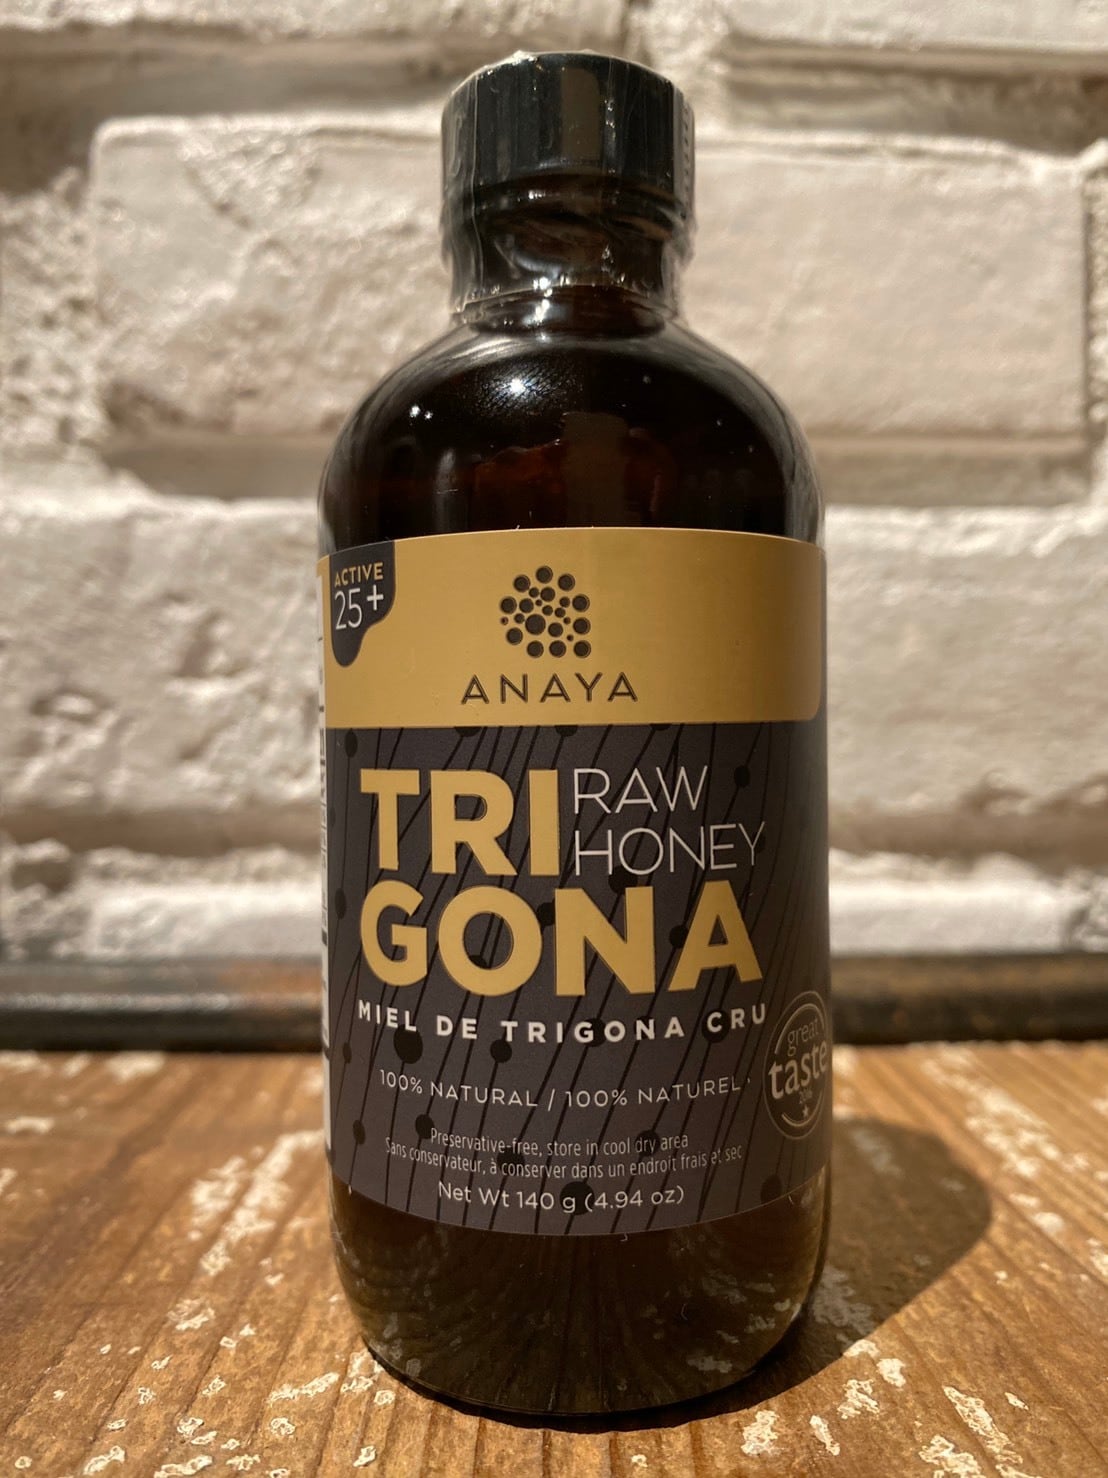 ACTIVE
25+
ANAYA
TRI
RAW
HONEY
GONA
MIEL DE TRIGONA CRU
100% NATURAL / 100% NATUREL
Preservative-free, store in cool dry area
Sans conservateur, à conserver dans un endroit frais et sec
Net Wt 140 g (4.94 oz)
great
taste